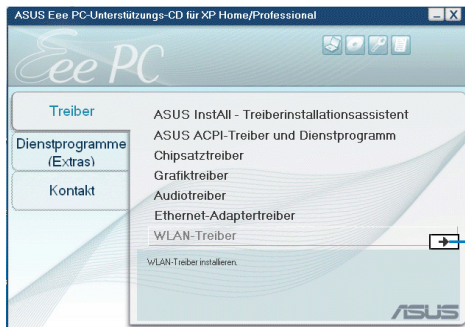 ASUS Eee PC-Unterstützungs-CD für XP Home/Professional
Eee PC
Treiber
Dienstprogramme
(Extras)
Kontakt
ASUS InstAll - Treiberinstallationsassistent
ASUS ACPI-Treiber und Dienstprogramm
Chipsatztreiber
Grafiktreiber
Audiotreiber
Ethernet-Adaptertreiber
WLAN-Treiber
WLAN-Treiber installieren.
ASUS